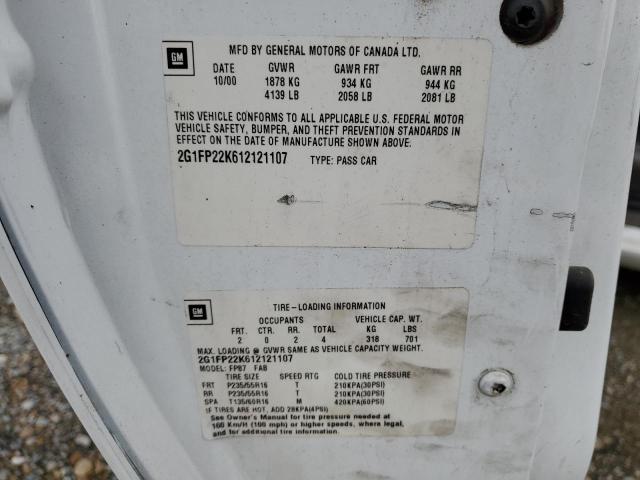 GM
MFD BY GENERAL MOTORS OF CANADA LTD.
DATE GVWR GAWR FRT GAWR RR
10/00 1878 KG 934 KG 944 KG
4139 LB 2058 LB 2081 LB
THIS VEHICLE CONFORMS TO ALL APPLICABLE U.S. FEDERAL MOTOR
VEHICLE SAFETY, BUMPER, AND THEFT PREVENTION STANDARDS IN
EFFECT ON THE DATE OF MANUFACTURE SHOWN ABOVE.
2G1FP22K612121107 TYPE: PASS CAR
GM
TIRE-LOADING INFORMATION
OCCUPANTS VEHICLE CAP. WT.
FRT. CTR. RR. TOTAL KG LBS
2 0 2 4 318 701
MAX. LOADING @ GVWR SAME AS VEHICLE CAPACITY WEIGHT.
2G1FP22K612121107
MODEL: FP87 FAB
TIRE SIZE SPEED RTG COLD TIRE PRESSURE
FRT P235/55R16 T 210KPA(30PSI)
RR P235/55R16 T 210KPA(30PSI)
SPA T135/60R16 M 420KPA(60PSI)
IF TIRES ARE HOT, ADD 28KPA(4PSI)
See Owner's Manual for tire pressure needed at
160 Km/H (100 mph) or higher speeds, where legal,
and for additional tire information.